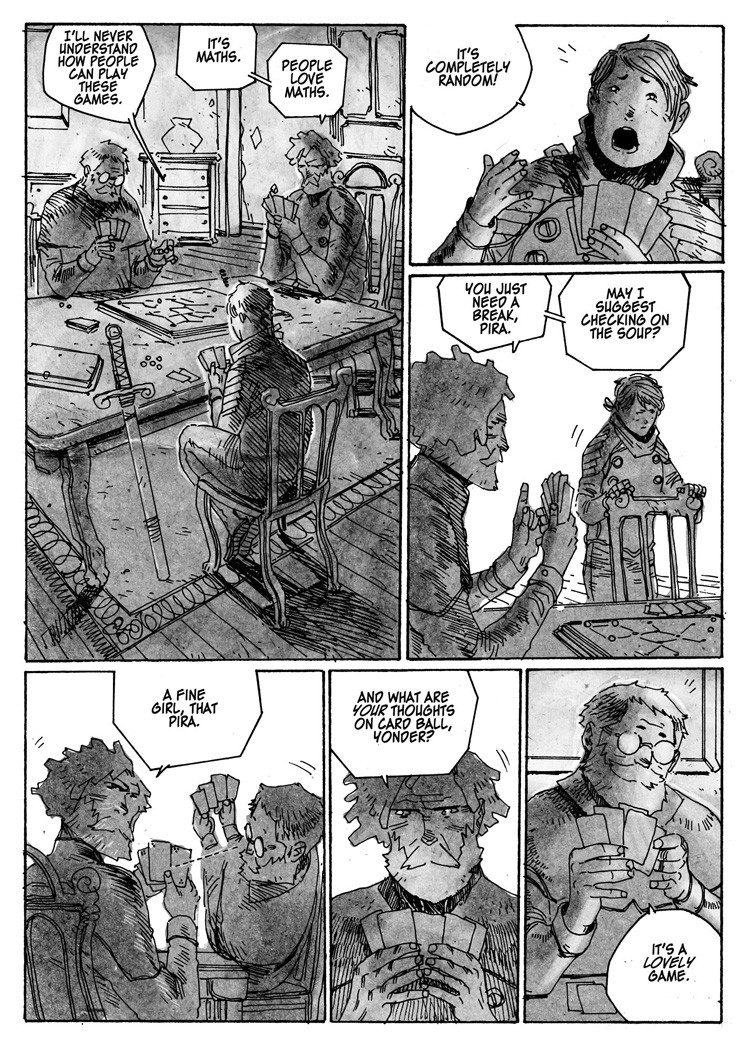 I'LL NEVER
UNDERSTAND
HOW PEOPLE
CAN PLAY
THESE
GAMES.
IT'S
MATHS.
PEOPLE
LOVE
MATHS.
IT'S
COMPLETELY
RANDOM!
YOU JUST
NEED A
BREAK,
PIRA.
MAY I
SUGGEST
CHECKING ON
THE SOUP?
A FINE
GIRL, THAT
PIRA.
AND WHAT ARE
YOUR THOUGHTS
ON CARD BALL,
YONDER?
IT'S A
LOVELY
GAME.